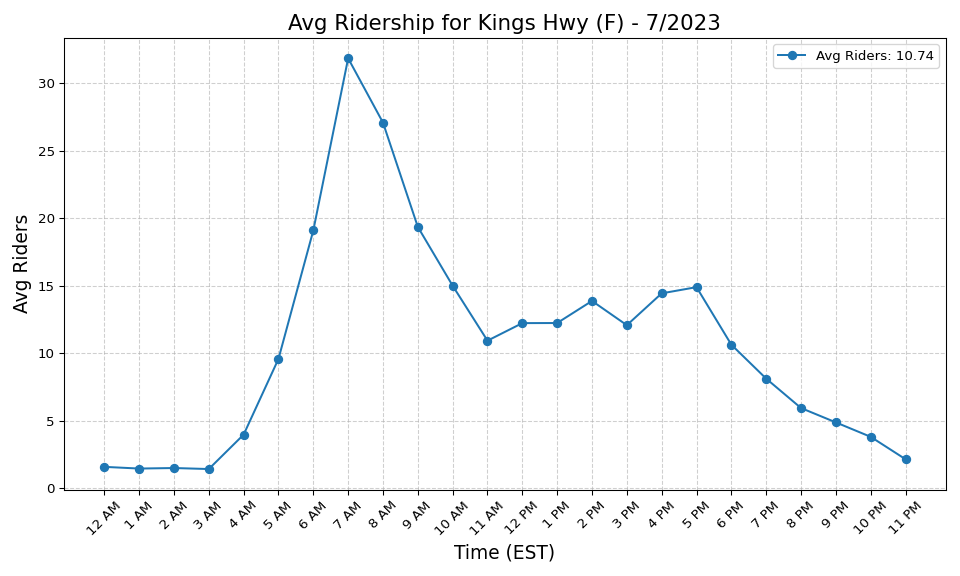 Avg Ridership for Kings Hwy (F) - 7/2023
Avg Riders: 10.74
Avg Riders
30
25
20
15
10
5
0
12 AM
1 AM
2 AM
3 AM
4 AM
5 AM
6 AM
7 AM
8 AM
9 AM
10 AM
11 AM
12 PM
1 PM
2 PM
3 PM
4 PM
5 PM
6 PM
7 PM
8 PM
9 PM
10 PM
11 PM
Time (EST)